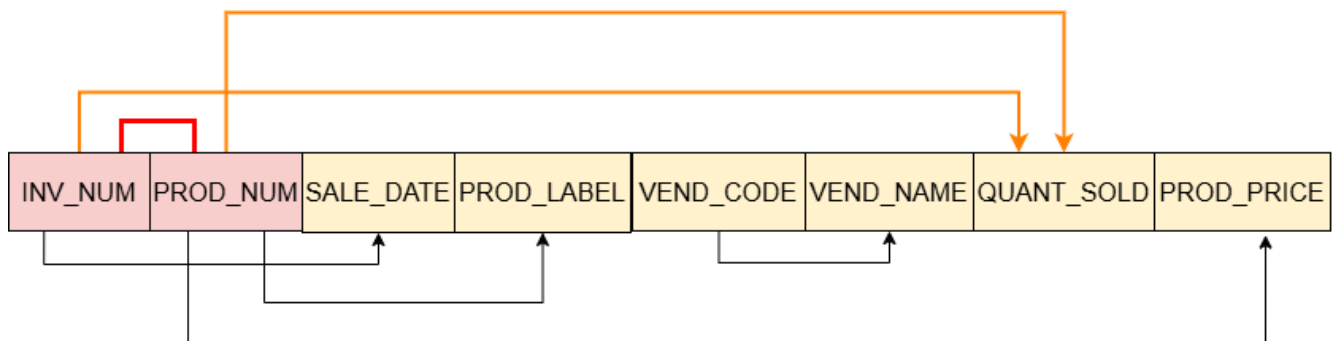 INV_NUM PROD_NUM SALE_DATE PROD_LABEL VEND_CODE VEND_NAME QUANT_SOLD PROD_PRICE